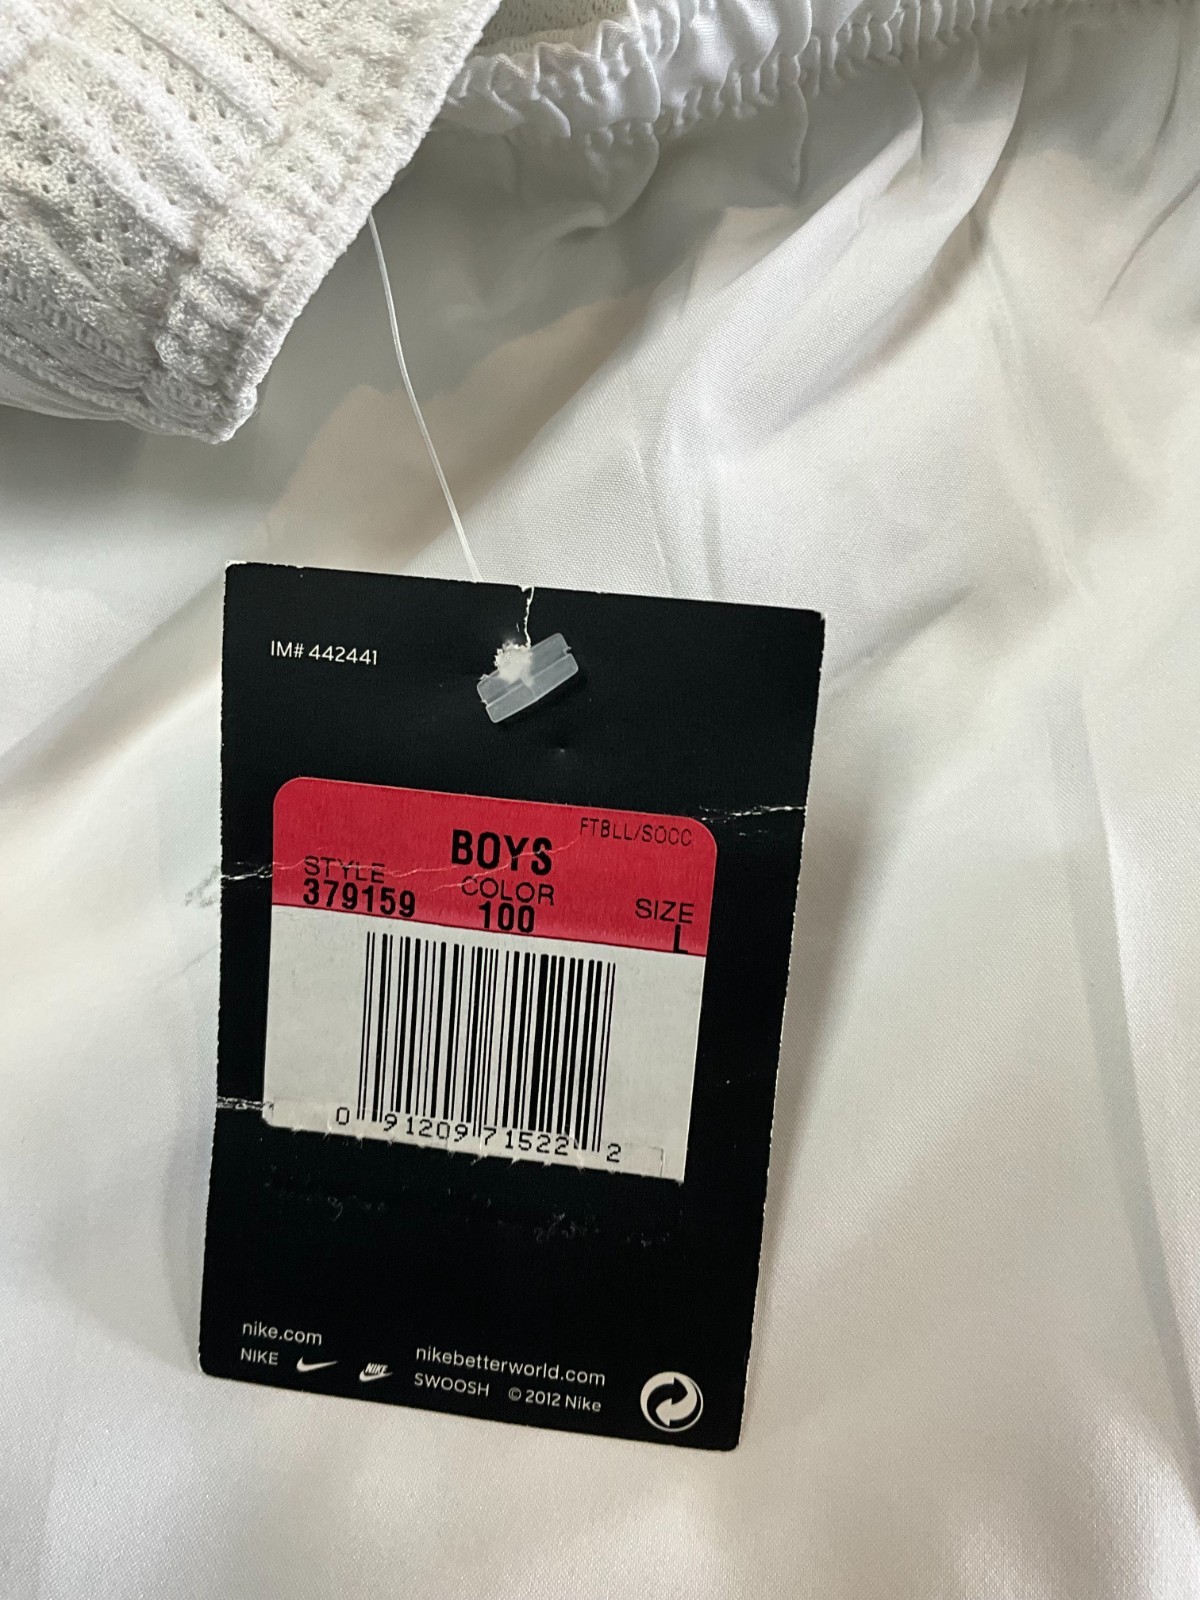 IM# 442441
FTBLL/SOCC
BOYS
STYLE COLOR SIZE
379159 100 L
0 91209 71522 2
nike.com nikebetterworld.com
NIKE NIKE SWOOSH © 2012 Nike